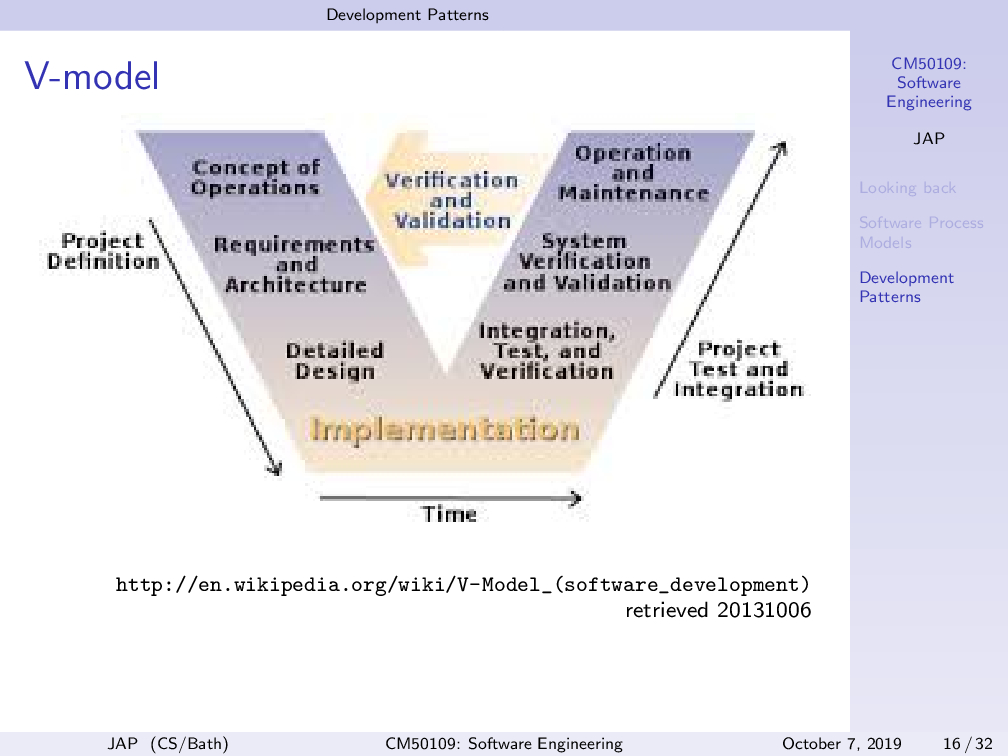 Development Patterns
V-model
Concept of
Operations
Verification
and
Validation
Operation
and
Maintenance
Project
Definition
Requirements
and
Architecture
System
Verification
and Validation
Detailed
Design
Integration,
Test, and
Verification
Project
Test and
Integration
Implementation
Time
http://en.wikipedia.org/wiki/V-Model_(software_development)
retrieved 20131006
CM50109:
Software
Engineering
JAP
Looking back
Software Process
Models
Development
Patterns
JAP (CS/Bath)
CM50109: Software Engineering
October 7, 2019
16 / 32